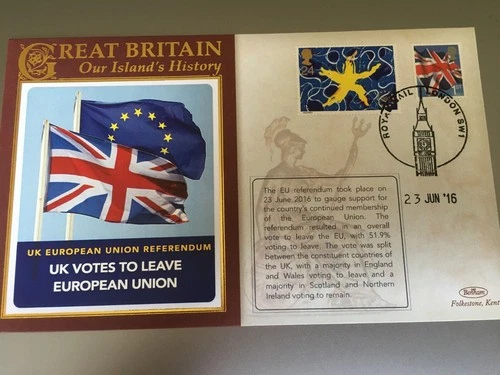 GREAT BRITAIN
Our Island's History
UK EUROPEAN UNION REFERENDUM
UK VOTES TO LEAVE
EUROPEAN UNION
24
ROYAL MAIL LONDON SW1
23 JUN '16
The EU referendum took place on
23 June 2016 to gauge support for
the country's continued membership
of the European Union. The
referendum resulted in an overall
vote to leave the EU, with 51.9%
voting to leave. The vote was split
between the constituent countries of
the UK, with a majority in England
and Wales voting to leave and a
majority in Scotland and Northern
Ireland voting to remain.
Benham
Folkestone, Kent